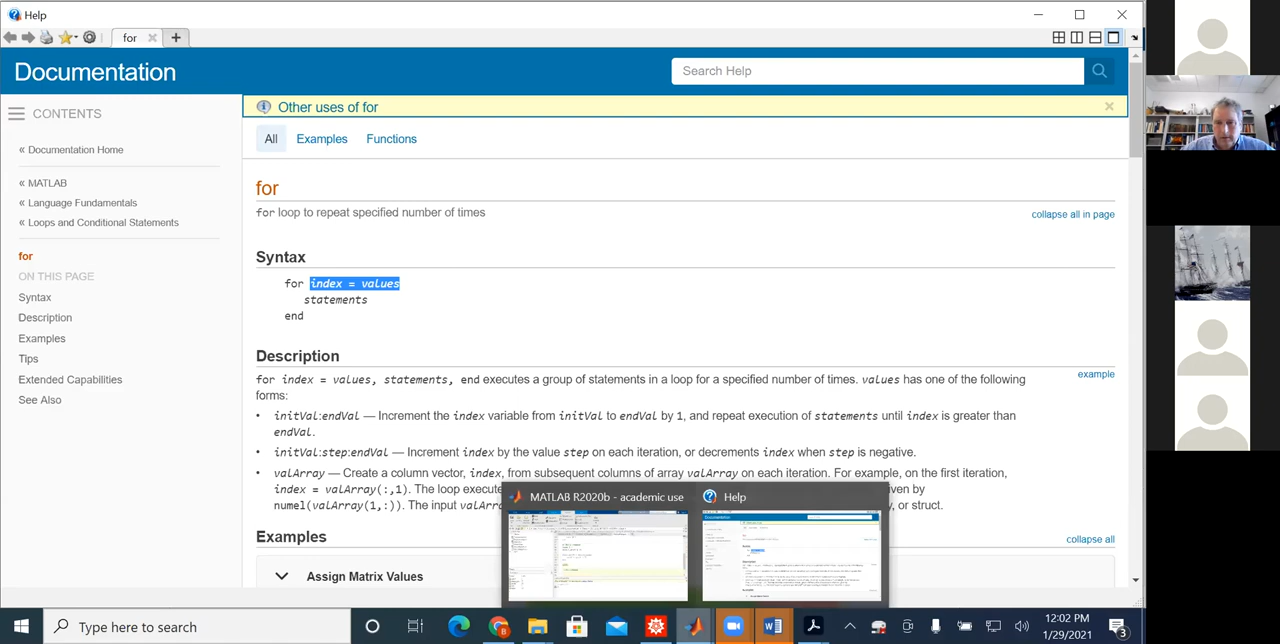 Help
for
Documentation
Search Help
CONTENTS
Other uses of for
All Examples Functions
« Documentation Home
« MATLAB
« Language Fundamentals
« Loops and Conditional Statements
for
ON THIS PAGE
Syntax
Description
Examples
Tips
Extended Capabilities
See Also
for
for loop to repeat specified number of times
collapse all in page
Syntax
for index = values
statements
end
Description
for index = values, statements, end executes a group of statements in a loop for a specified number of times. values has one of the following
forms:
example
• initVal:endVal — Increment the index variable from initVal to endVal by 1, and repeat execution of statements until index is greater than
endVal.
• initVal:step:endVal — Increment index by the value step on each iteration, or decrements index when step is negative.
• valArray — Create a column vector, index, from subsequent columns of array valArray on each iteration. For example, on the first iteration,
index = valArray(:,1). The loop execute
ven by
numel(valArray(1,:)). The input valArr
, or struct.
Examples
collapse all
Assign Matrix Values
MATLAB R2020b - academic use
Help
Type here to search
12:02 PM
1/29/2021
3